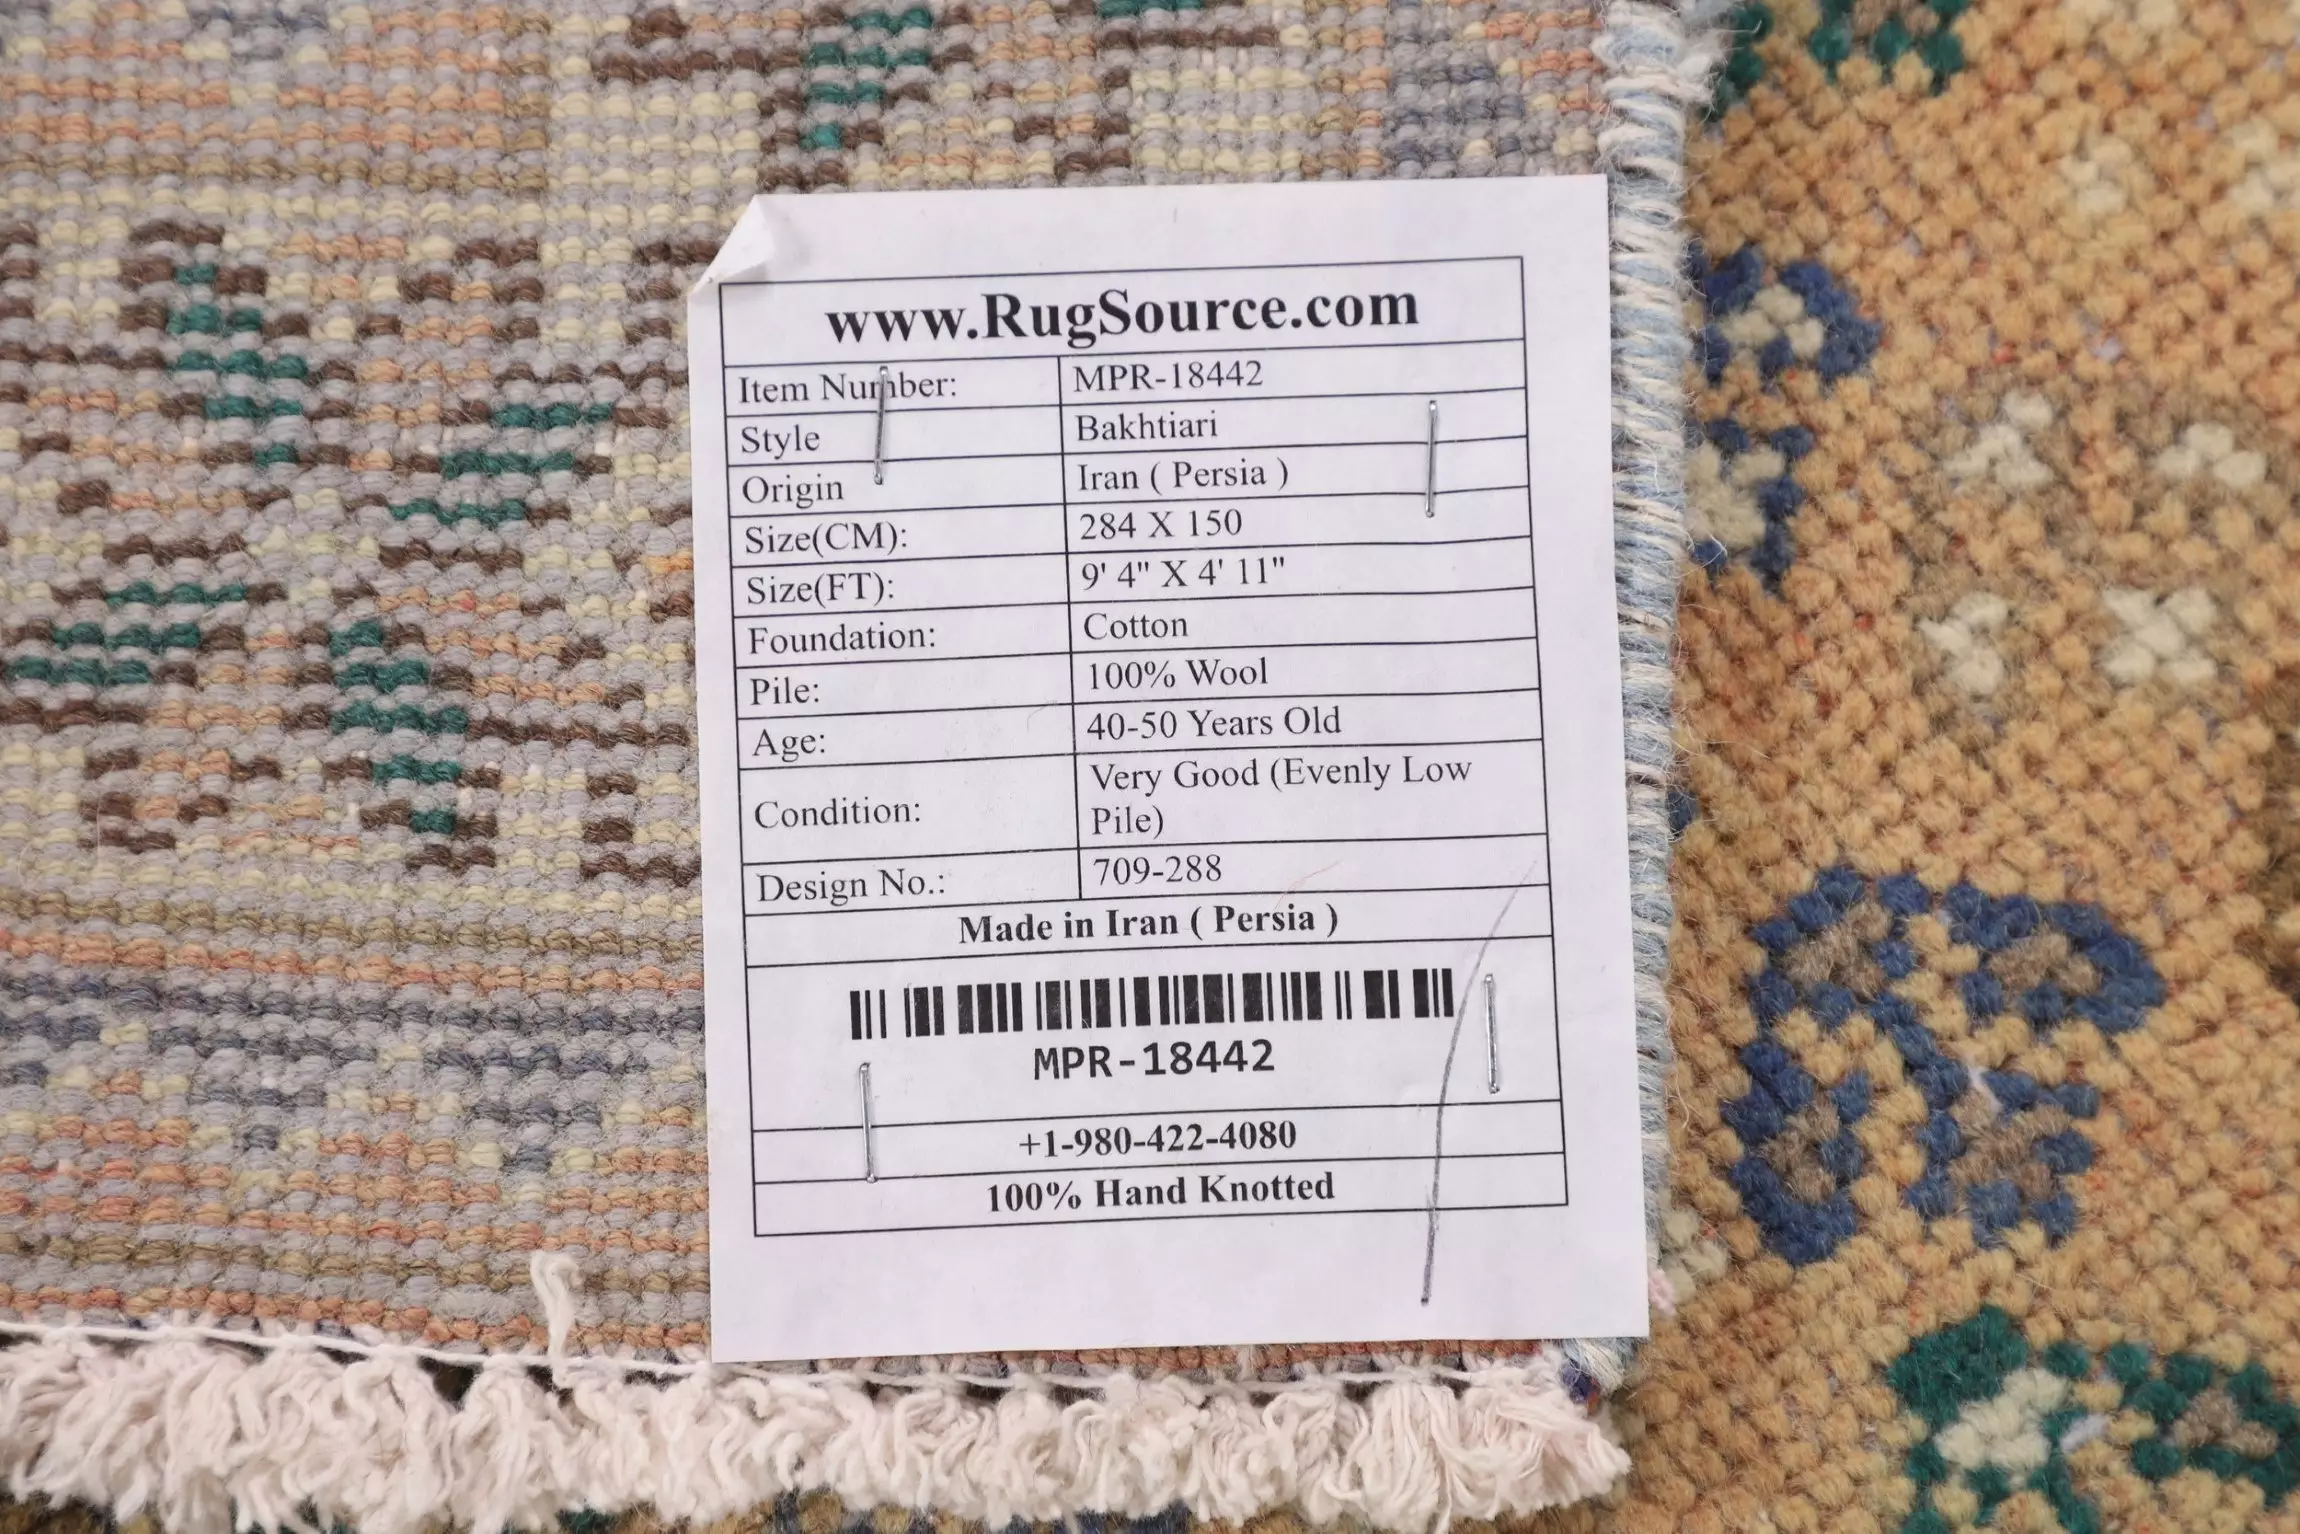 www.RugSource.com
Item Number: MPR-18442
Style Bakhtiari
Origin Iran ( Persia )
Size(CM): 284 X 150
Size(FT): 9' 4" X 4' 11"
Foundation: Cotton
Pile: 100% Wool
Age: 40-50 Years Old
Condition: Very Good (Evenly Low
Pile)
Design No.: 709-288
Made in Iran ( Persia )
MPR-18442
+1-980-422-4080
100% Hand Knotted